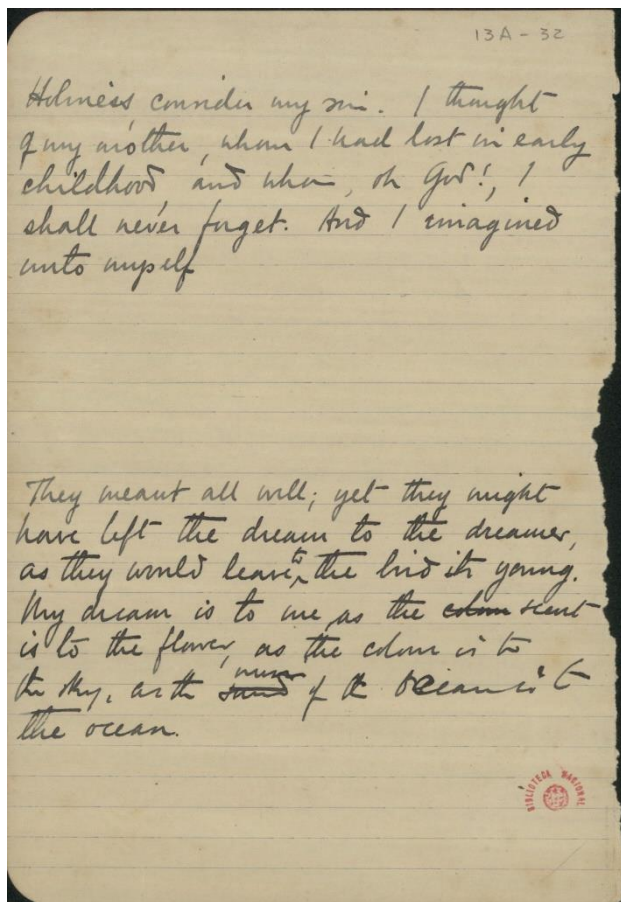 13A - 32
Holiness, consider my sin. I thought
of my mother, whom I had lost in early
childhood, and whom, oh God!, I
shall never forget. And I imagined
unto myself
They meant all well; yet they might
have left the dream to the dreamer,
as they would leave to the bird its young.
My dream is to me as the colour scent
is to the flower, as the colour is to
the sky, as the sound of the Ocean is to
the ocean.
BIBLIOTECA NACIONAL